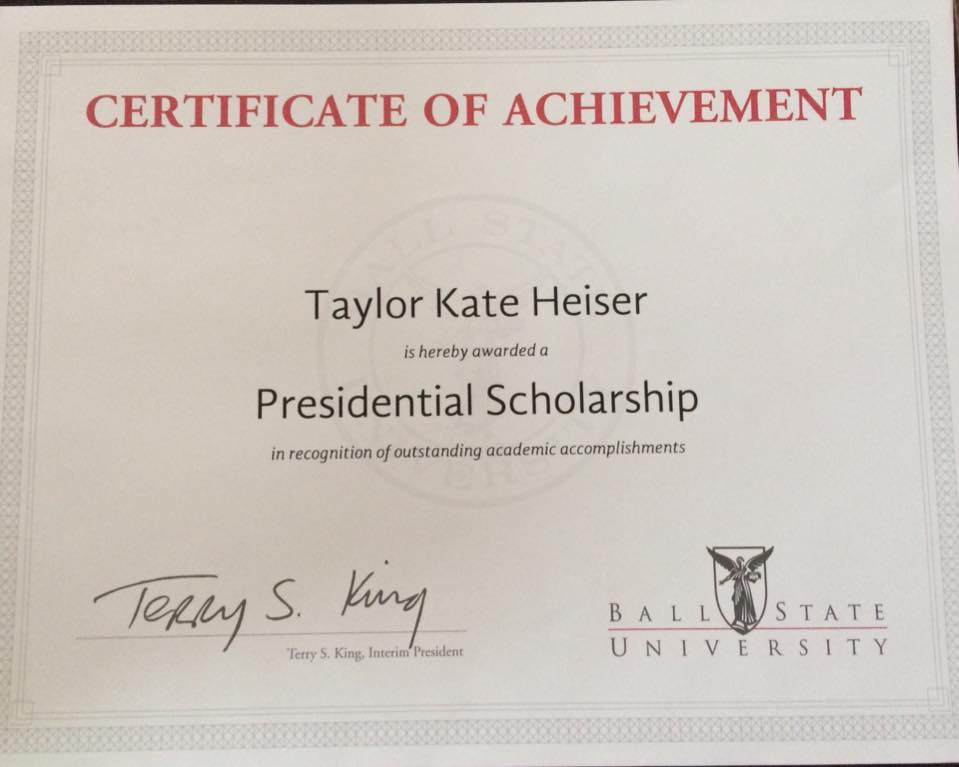 CERTIFICATE OF ACHIEVEMENT
Taylor Kate Heiser
is hereby awarded a
Presidential Scholarship
in recognition of outstanding academic accomplishments
Terry S. King
Terry S. King, Interim President
BALL STATE
UNIVERSITY